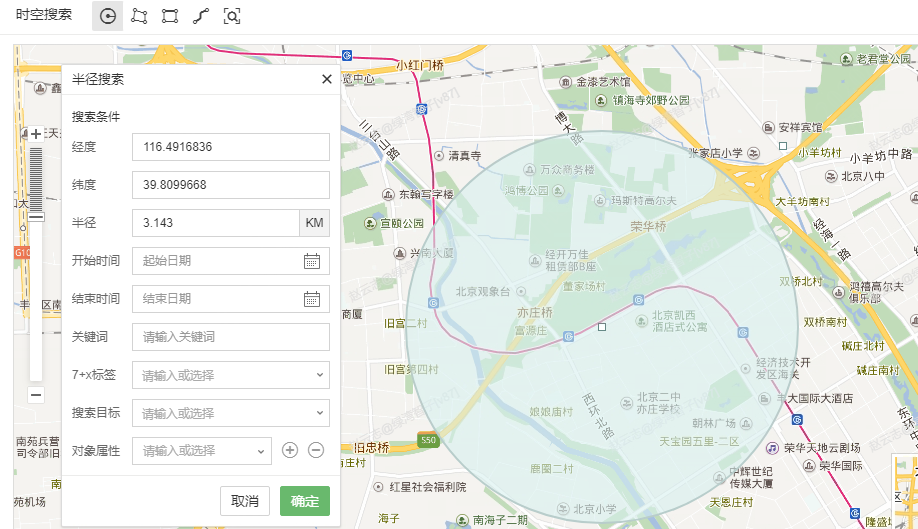 时空搜索
半径搜索
搜索条件
经度
116.4916836
纬度
39.8099668
半径
3.143
KM
开始时间
起始日期
结束时间
结束日期
关键词
请输入关键词
7+x标签
请输入或选择
搜索目标
请输入或选择
对象属性
请输入或选择
取消
确定
小红门桥
览中心
老君堂公园
金漆艺术馆
镇海寺郊野公园
三台山路
博大路
安祥宾馆
清真寺
张家店小学
小羊坊村
小羊坊中路
万众商务楼
北京八中
东翰写字楼
鸿博公园
玛斯特高尔夫
大羊坊南村
宣颐公园
荣华桥
经海一路
兴南大厦
经开万佳
租赁部B座
G10
董家场村
双桥北村
北京观象台
鸿禧高尔夫
俱乐部
商厦
旧宫二村
亦庄桥
富源庄
北京凯西
酒店式公寓
双桥南村
碱庄北村
旧宫第四村
经济技术开
发区海关
碱庄南村
北京二中
亦庄学校
丰大国际大酒店
西环北路
鹿圈二村
娘娘庙村
朝林广场
南苑兵营
司令部旧
S50
旧忠桥
天宝园五里-二区
荣华天地云剧场
中辉世纪
传媒大厦
荣华国际
红星社会福利院
苑机场
天恩庄村
海子
南海子二期
北京小学
隆盛